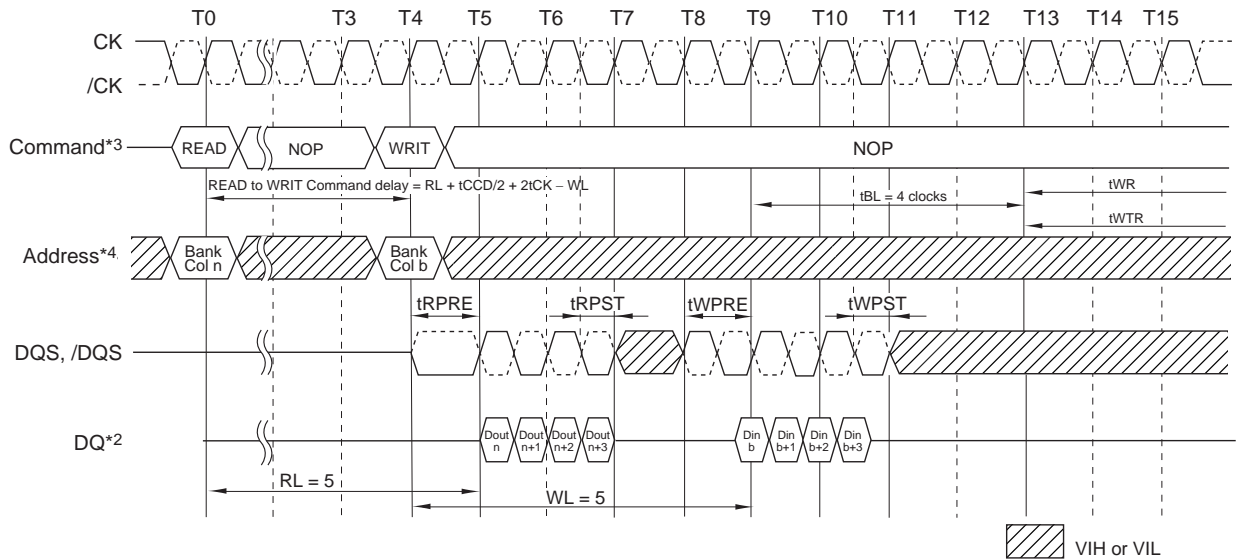 T0 T3 T4 T5 T6 T7 T8 T9 T10 T11 T12 T13 T14 T15
CK
/CK
Command*3 READ NOP WRIT NOP
READ to WRIT Command delay = RL + tCCD/2 + 2tCK − WL
tBL = 4 clocks
tWR
tWTR
Address*4
Bank
Col n
Bank
Col b
tRPRE tRPST tWPRE tWPST
DQS, /DQS
DQ*2
Dout
n
Dout
n+1
Dout
n+2
Dout
n+3
Din
b
Din
b+1
Din
b+2
Din
b+3
RL = 5
WL = 5
VIH or VIL